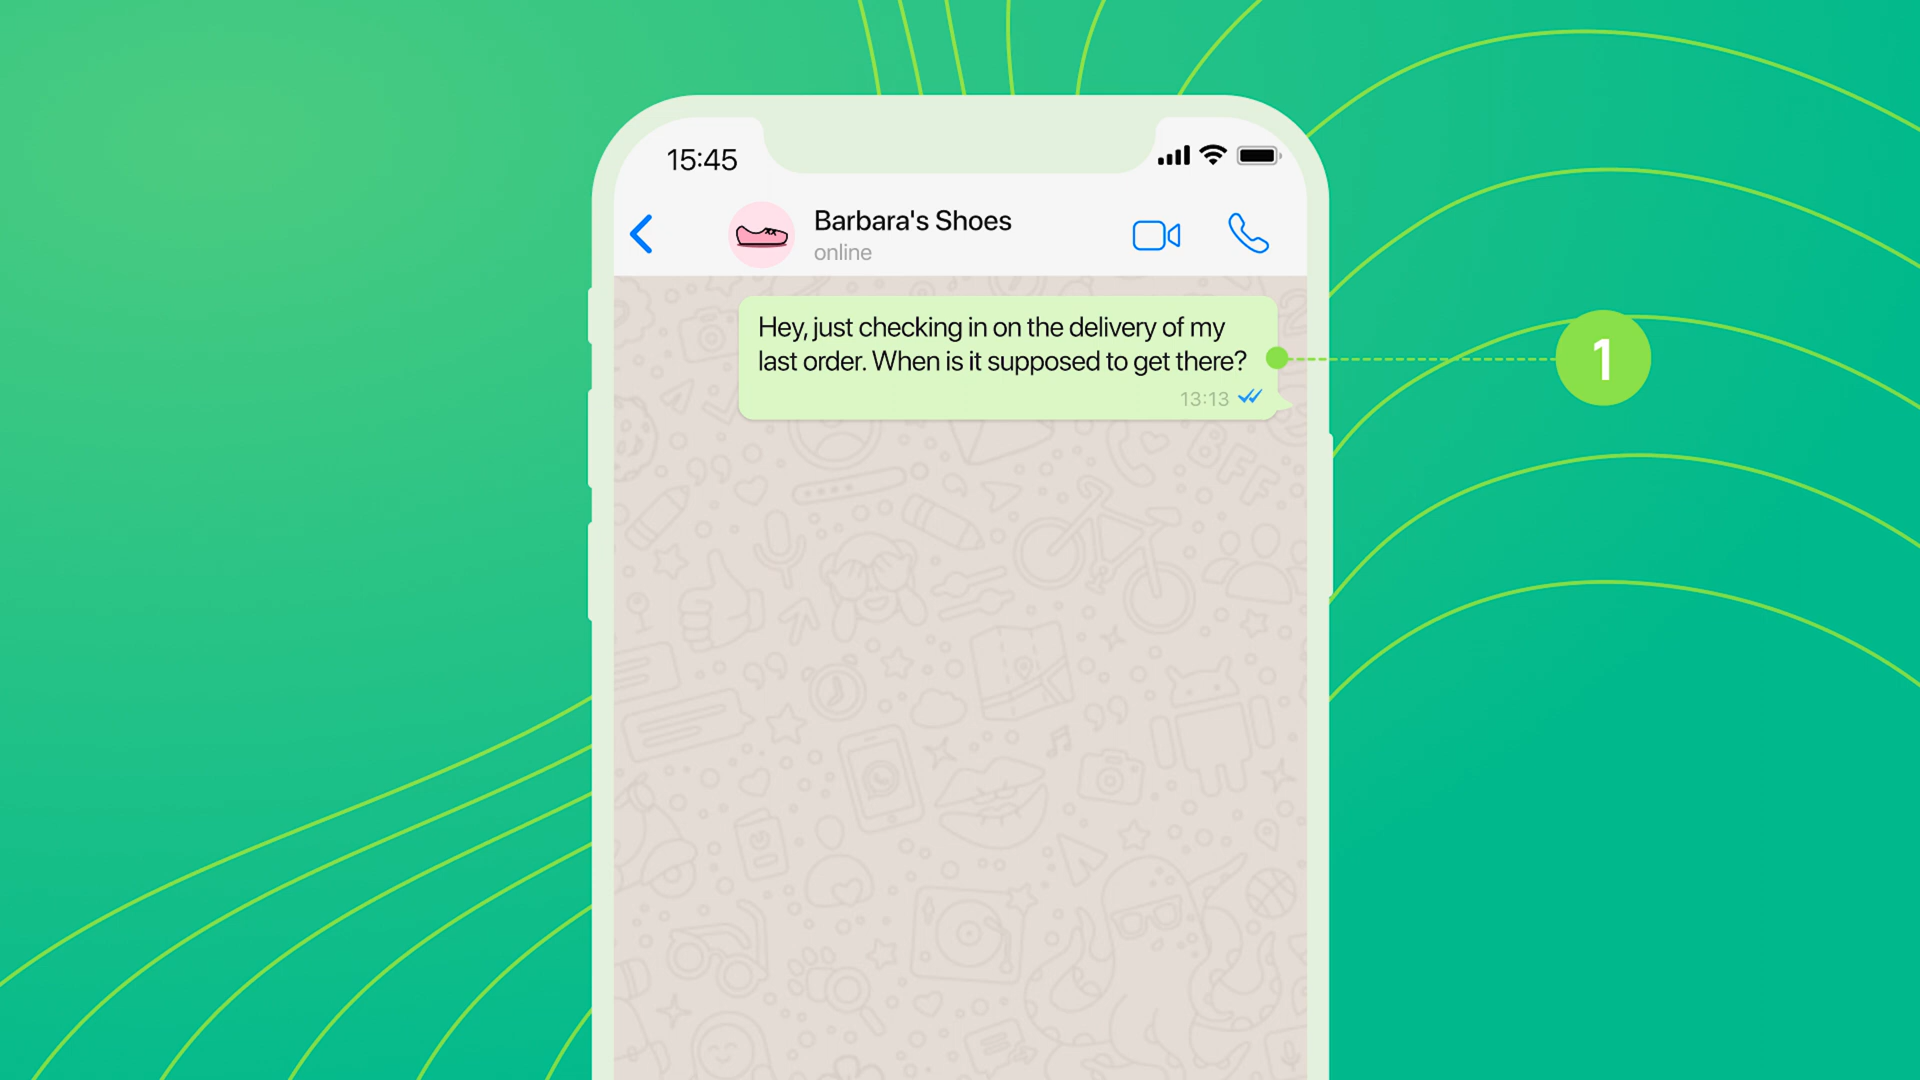 15:45
Barbara's Shoes
online
Hey, just checking in on the delivery of my
last order. When is it supposed to get there?
13:13
1
BFF